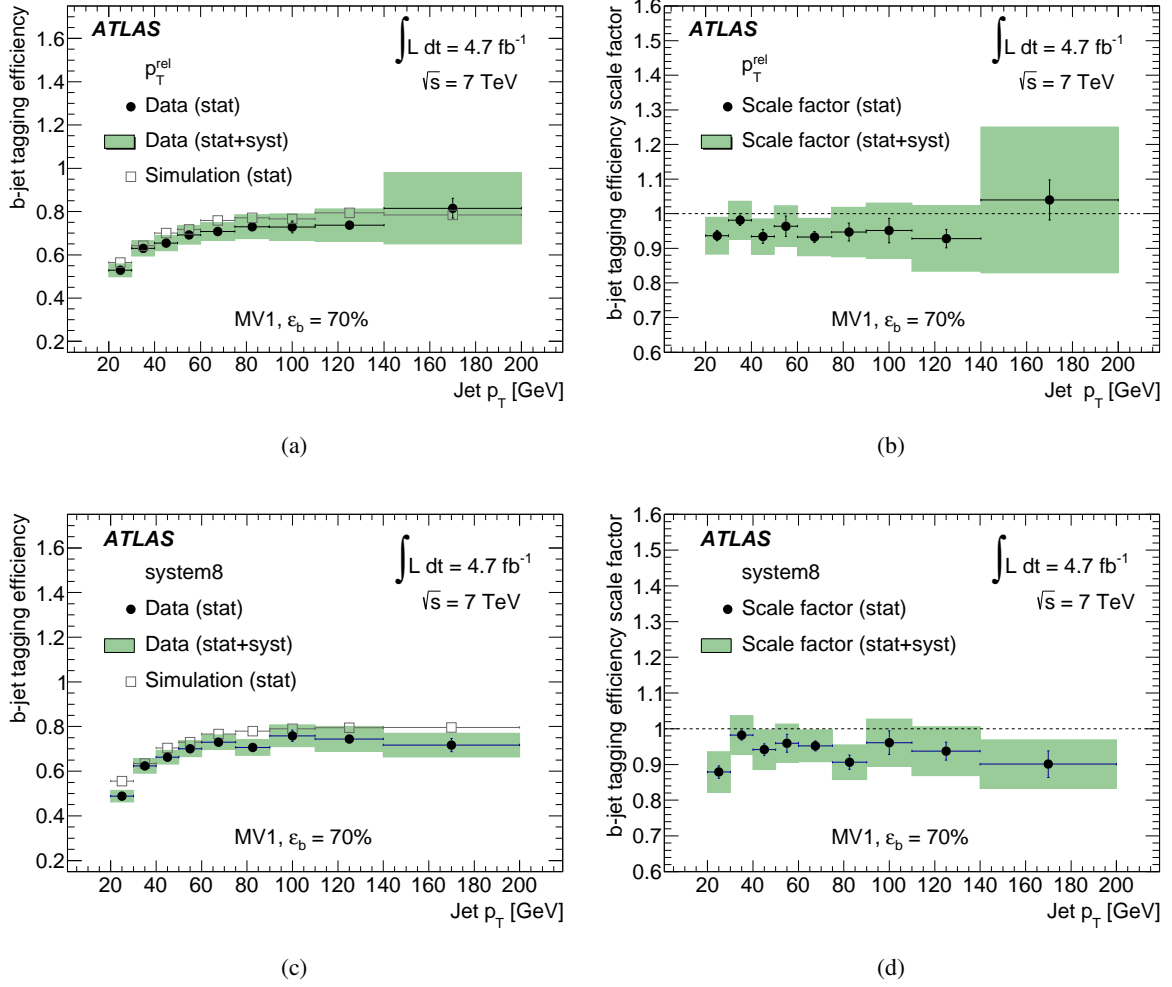 b-jet tagging efficiency
1.6
1.4
1.2
1
0.8
0.6
0.4
0.2
ATLAS
∫ L dt = 4.7 fb⁻¹
√s = 7 TeV
p_T^rel
Data (stat)
Data (stat+syst)
Simulation (stat)
MV1, ε_b = 70%
20 40 60 80 100 120 140 160 180 200
Jet p_T [GeV]
(a)
b-jet tagging efficiency scale factor
1.6
1.5
1.4
1.3
1.2
1.1
1
0.9
0.8
0.7
0.6
ATLAS
∫ L dt = 4.7 fb⁻¹
√s = 7 TeV
p_T^rel
Scale factor (stat)
Scale factor (stat+syst)
MV1, ε_b = 70%
20 40 60 80 100 120 140 160 180 200
Jet p_T [GeV]
(b)
b-jet tagging efficiency
1.6
1.4
1.2
1
0.8
0.6
0.4
0.2
ATLAS
∫ L dt = 4.7 fb⁻¹
√s = 7 TeV
system8
Data (stat)
Data (stat+syst)
Simulation (stat)
MV1, ε_b = 70%
20 40 60 80 100 120 140 160 180 200
Jet p_T [GeV]
(c)
b-jet tagging efficiency scale factor
1.6
1.5
1.4
1.3
1.2
1.1
1
0.9
0.8
0.7
0.6
ATLAS
∫ L dt = 4.7 fb⁻¹
√s = 7 TeV
system8
Scale factor (stat)
Scale factor (stat+syst)
MV1, ε_b = 70%
20 40 60 80 100 120 140 160 180 200
Jet p_T [GeV]
(d)